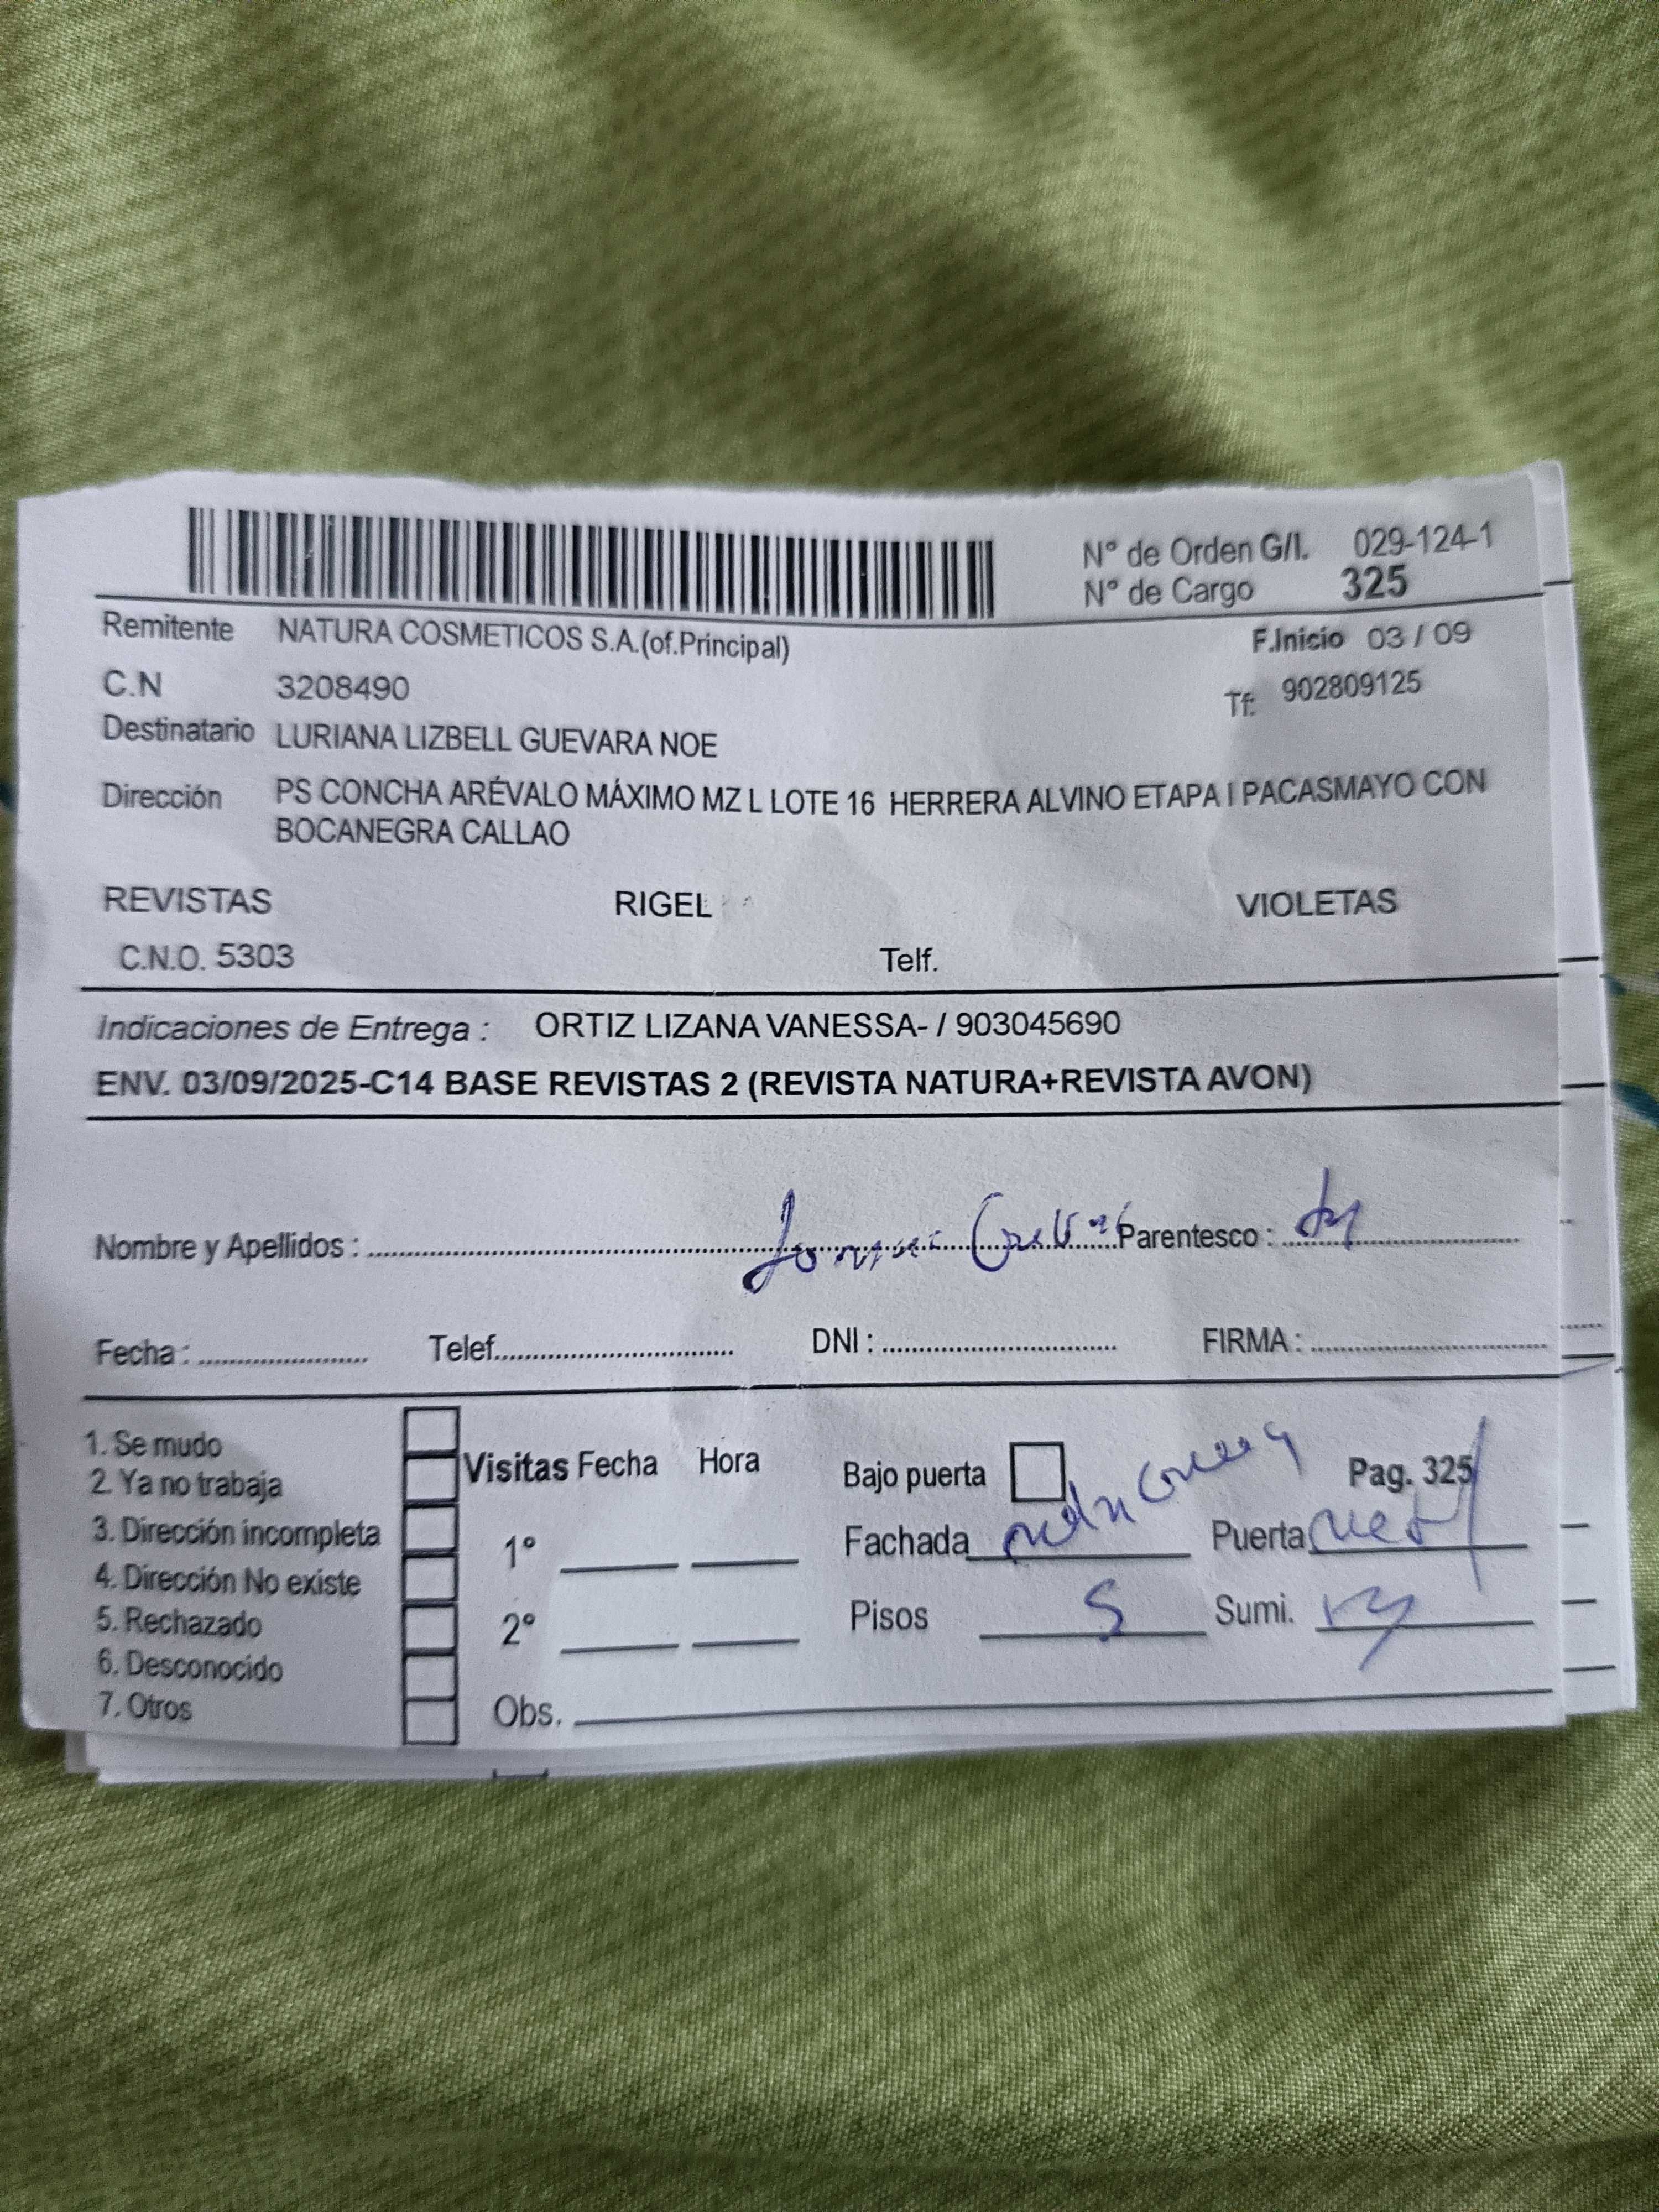 N° de Orden G/I. 029-124-1
N° de Cargo 325
Remitente NATURA COSMETICOS S.A.(of.Principal) F.Inicio 03 / 09
C.N 3208490 Tf: 902809125
Destinatario LURIANA LIZBELL GUEVARA NOE
Dirección PS CONCHA ARÉVALO MÁXIMO MZ L LOTE 16 HERRERA ALVINO ETAPA I PACASMAYO CON
BOCANEGRA CALLAO
REVISTAS RIGEL VIOLETAS
C.N.O. 5303 Telf.
Indicaciones de Entrega : ORTIZ LIZANA VANESSA- / 903045690
ENV. 03/09/2025-C14 BASE REVISTAS 2 (REVISTA NATURA+REVISTA AVON)
Nombre y Apellidos : Parentesco :
Fecha : Telef. DNI : FIRMA :
1. Se mudo
2. Ya no trabaja
3. Dirección incompleta
4. Dirección No existe
5. Rechazado
6. Desconocido
7. Otros
Visitas Fecha Hora
1°
2°
Obs.
Bajo puerta Pag. 325
Fachada Puerta
Pisos 5 Sumi.